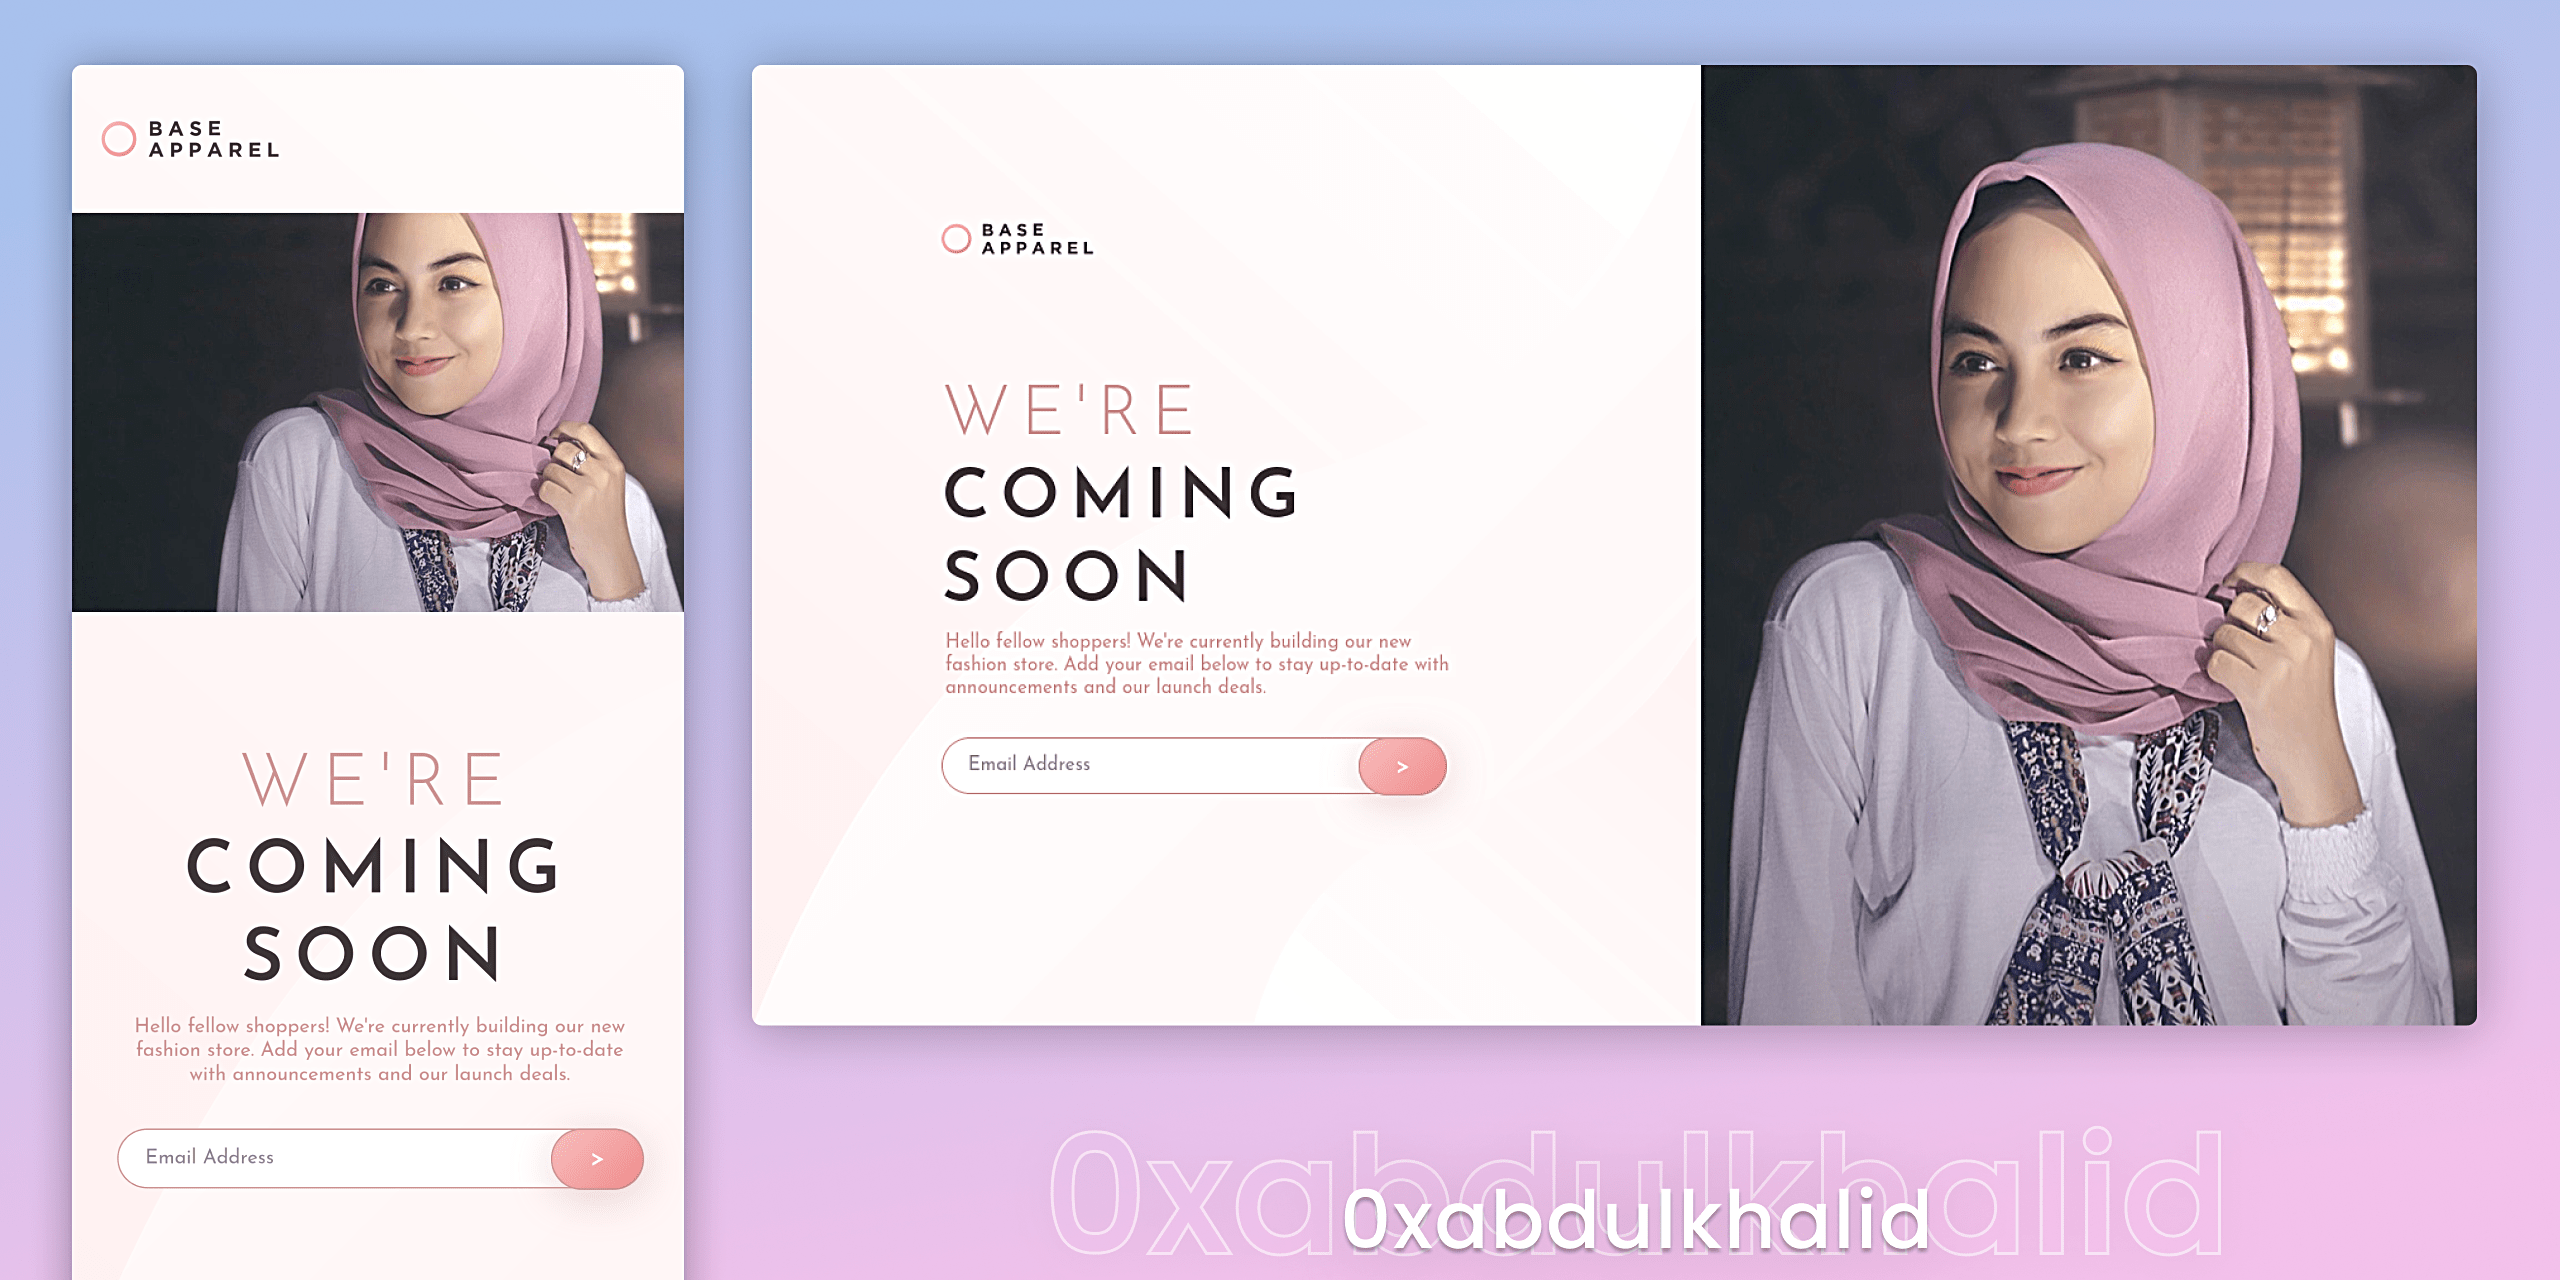 BASE
APPAREL
WE'RE
COMING
SOON
Hello fellow shoppers! We're currently building our new
fashion store. Add your email below to stay up-to-date
with announcements and our launch deals.
Email Address
>
BASE
APPAREL
WE'RE
COMING
SOON
Hello fellow shoppers! We're currently building our new
fashion store. Add your email below to stay up-to-date with
announcements and our launch deals.
Email Address
>
0xabdulkhalid
0xabdulkhalid